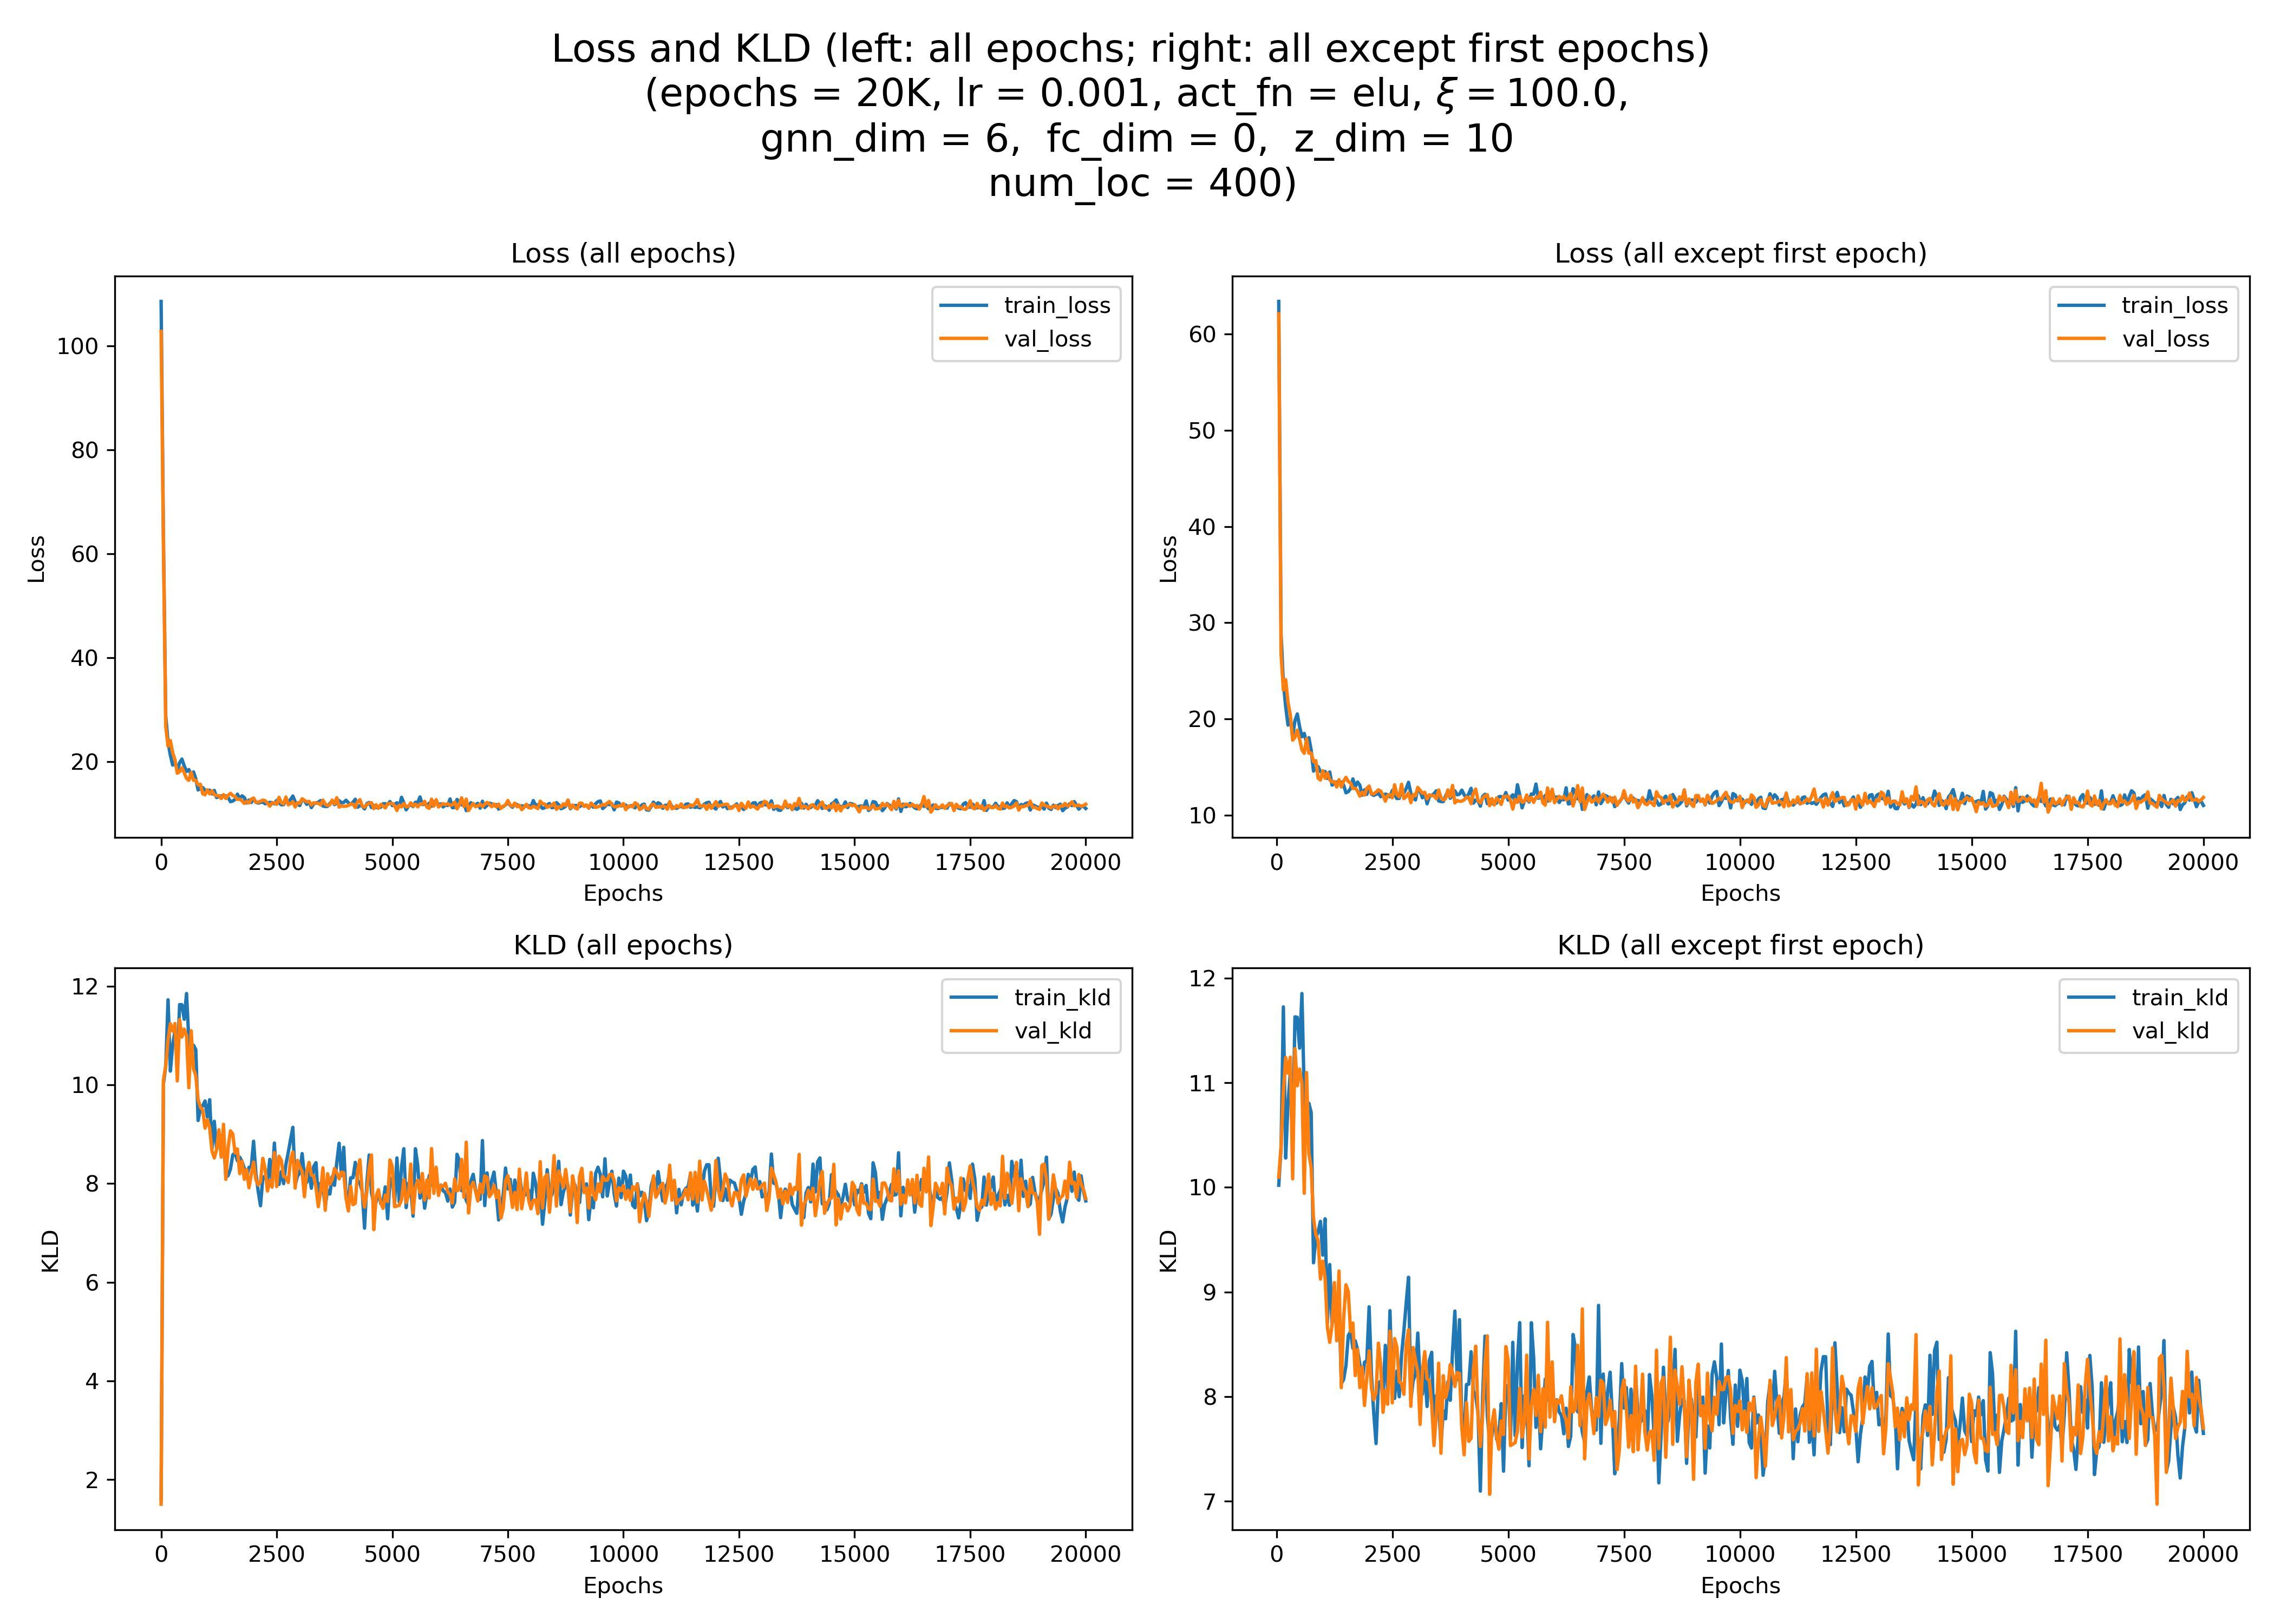 Loss and KLD (left: all epochs; right: all except first epochs)
(epochs = 20K, lr = 0.001, act_fn = elu, ξ = 100.0,
gnn_dim = 6,  fc_dim = 0,  z_dim = 10
num_loc = 400)
Loss (all epochs)
train_loss
val_loss
100
80
60
40
20
Loss
0 2500 5000 7500 10000 12500 15000 17500 20000
Epochs
Loss (all except first epoch)
train_loss
val_loss
60
50
40
30
20
10
Loss
0 2500 5000 7500 10000 12500 15000 17500 20000
Epochs
KLD (all epochs)
train_kld
val_kld
12
10
8
6
4
2
KLD
0 2500 5000 7500 10000 12500 15000 17500 20000
Epochs
KLD (all except first epoch)
train_kld
val_kld
12
11
10
9
8
7
KLD
0 2500 5000 7500 10000 12500 15000 17500 20000
Epochs